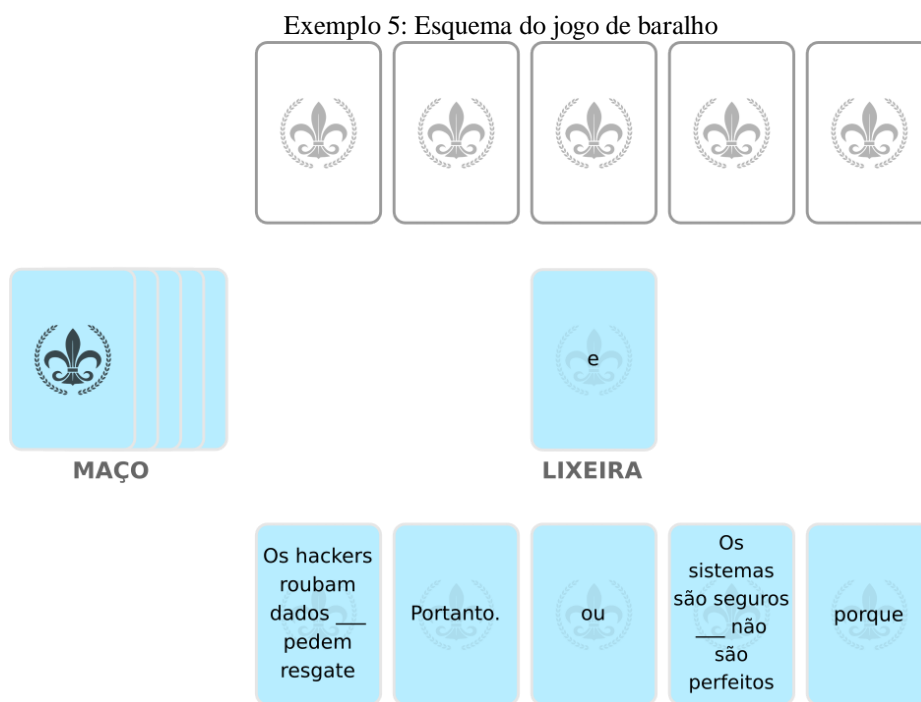 Exemplo 5: Esquema do jogo de baralho
e
MAÇO
LIXEIRA
Os hackers
roubam
dados ___
pedem
resgate
Portanto.
ou
Os
sistemas
são seguros
___ não
são
perfeitos
porque